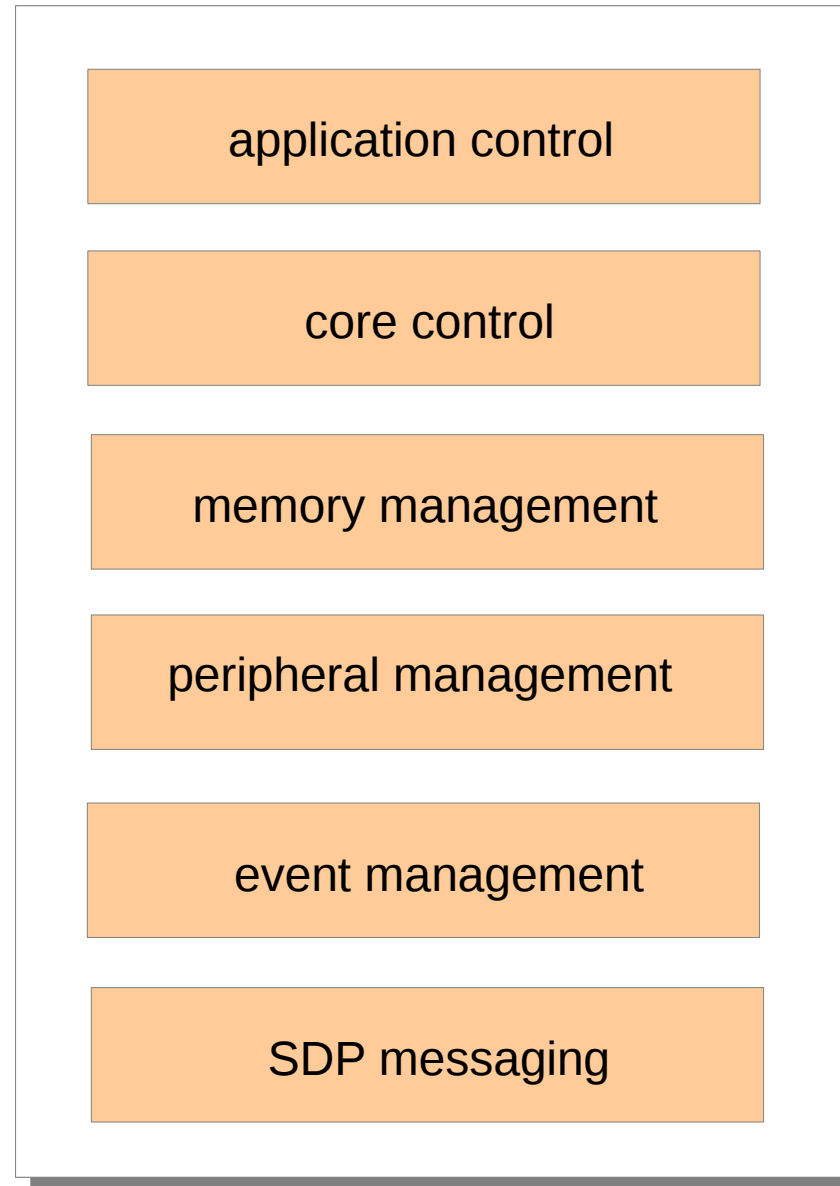 application control
core control
memory management
peripheral management
event management
SDP messaging